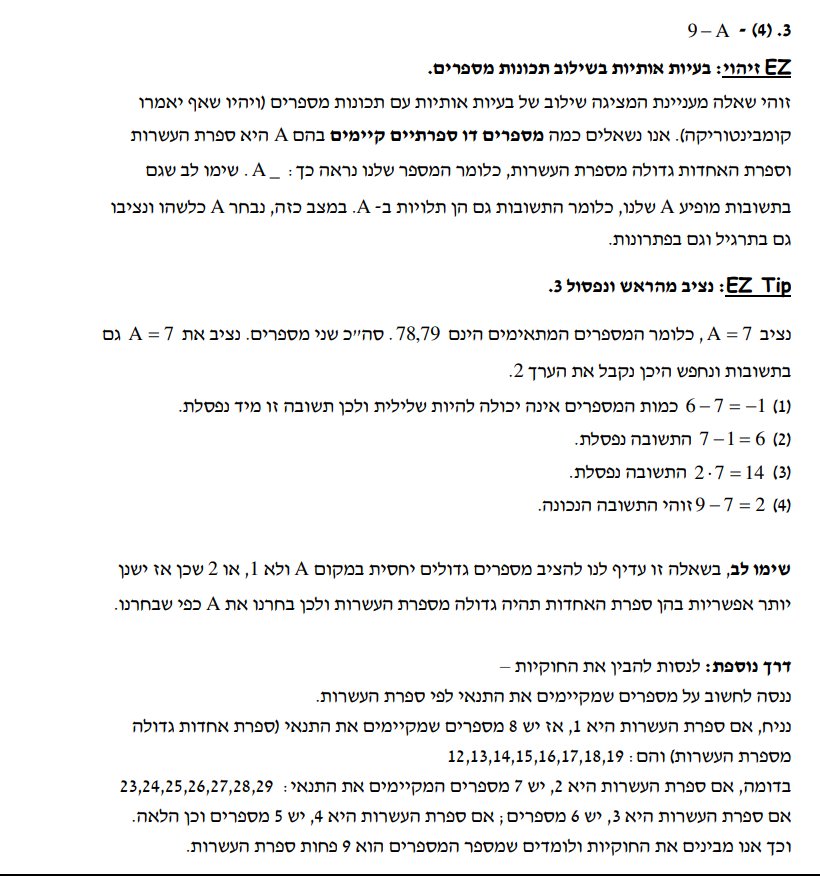 3. (4) - 9 – A
EZ זיהוי: בעיות אותיות בשילוב תכונות מספרים.
זוהי שאלה מעניינת המציגה שילוב של בעיות אותיות עם תכונות מספרים (ויהיו שאף יאמרו
קומבינטוריקה). אנו נשאלים כמה מספרים דו ספרתיים קיימים בהם A היא ספרת העשרות
וספרת האחדות גדולה מספרת העשרות, כלומר המספר שלנו נראה כך: A _. שימו לב שגם
בתשובות מופיע A שלנו, כלומר התשובות גם הן תלויות ב- A. במצב כזה, נבחר A כלשהו ונציבו
גם בתרגיל וגם בפתרונות.
EZ Tip: נציב מהראש ונפסול 3.
נציב A = 7, כלומר המספרים המתאימים הינם 78,79. סה״כ שני מספרים. נציב את A = 7 גם
בתשובות ונחפש היכן נקבל את הערך 2.
(1) 6 – 7 = –1 כמות המספרים אינה יכולה להיות שלילית ולכן תשובה זו מיד נפסלת.
(2) 7 – 1 = 6 התשובה נפסלת.
(3) 2 · 7 = 14 התשובה נפסלת.
(4) 9 – 7 = 2 זוהי התשובה הנכונה.
שימו לב, בשאלה זו עדיף לנו להציב מספרים גדולים יחסית במקום A ולא 1, או 2 שכן אז ישנן
יותר אפשריות בהן ספרת האחדות תהיה גדולה מספרת העשרות ולכן בחרנו את A כפי שבחרנו.
דרך נוספת: לנסות להבין את החוקיות –
ננסה לחשוב על מספרים שמקיימים את התנאי לפי ספרת העשרות.
נניח, אם ספרת העשרות היא 1, אז יש 8 מספרים שמקיימים את התנאי (ספרת אחדות גדולה
מספרת העשרות) והם: 12,13,14,15,16,17,18,19
בדומה, אם ספרת העשרות היא 2, יש 7 מספרים המקיימים את התנאי: 23,24,25,26,27,28,29
אם ספרת העשרות היא 3, יש 6 מספרים; אם ספרת העשרות היא 4, יש 5 מספרים וכן הלאה.
וכך אנו מבינים את החוקיות ולומדים שמספר המספרים הוא 9 פחות ספרת העשרות.